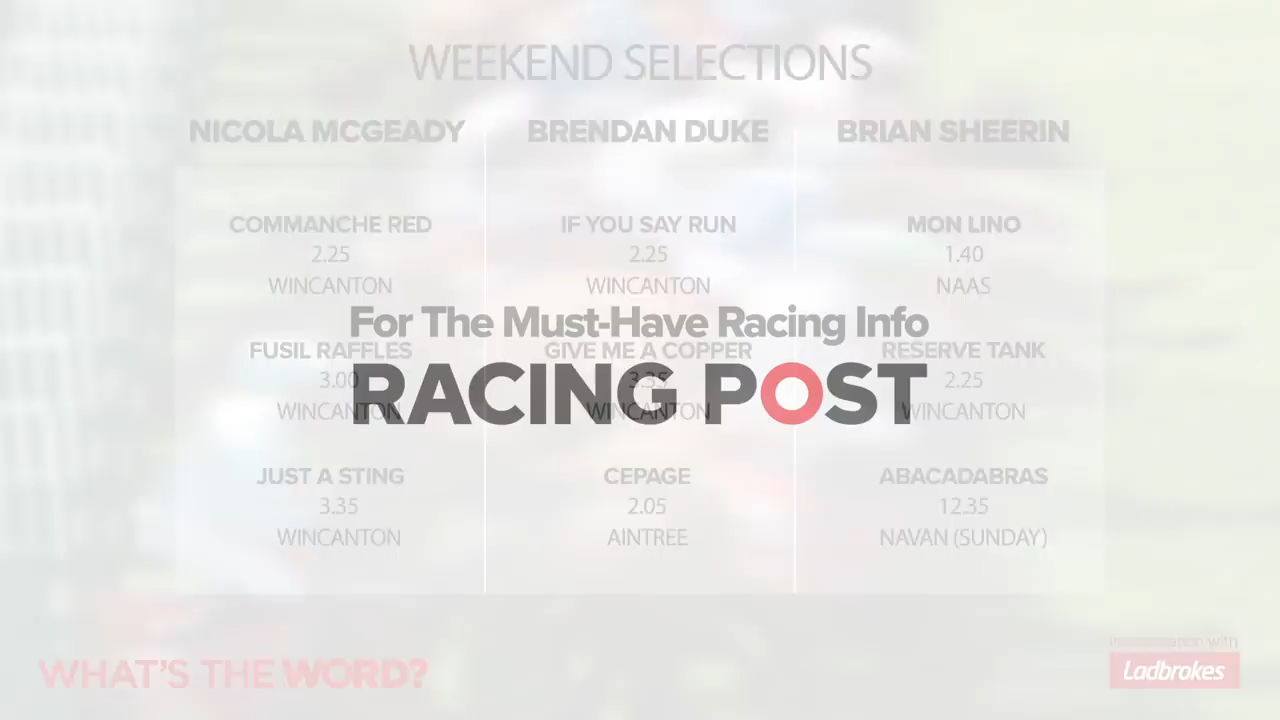 WEEKEND SELECTIONS
NICOLA MCGEADY
COMMANCHE RED
2.25
WINCANTON
FUSIL RAFFLES
3.00
WINCANTON
JUST A STING
3.35
WINCANTON
BRENDAN DUKE
IF YOU SAY RUN
2.25
WINCANTON
GIVE ME A COPPER
3.35
WINCANTON
CEPAGE
2.05
AINTREE
BRIAN SHEERIN
MON LINO
1.40
NAAS
RESERVE TANK
2.25
WINCANTON
ABACADABRAS
12.35
NAVAN (SUNDAY)
For The Must-Have Racing Info
RACING POST
WHAT'S THE WORD?
with
Ladbrokes